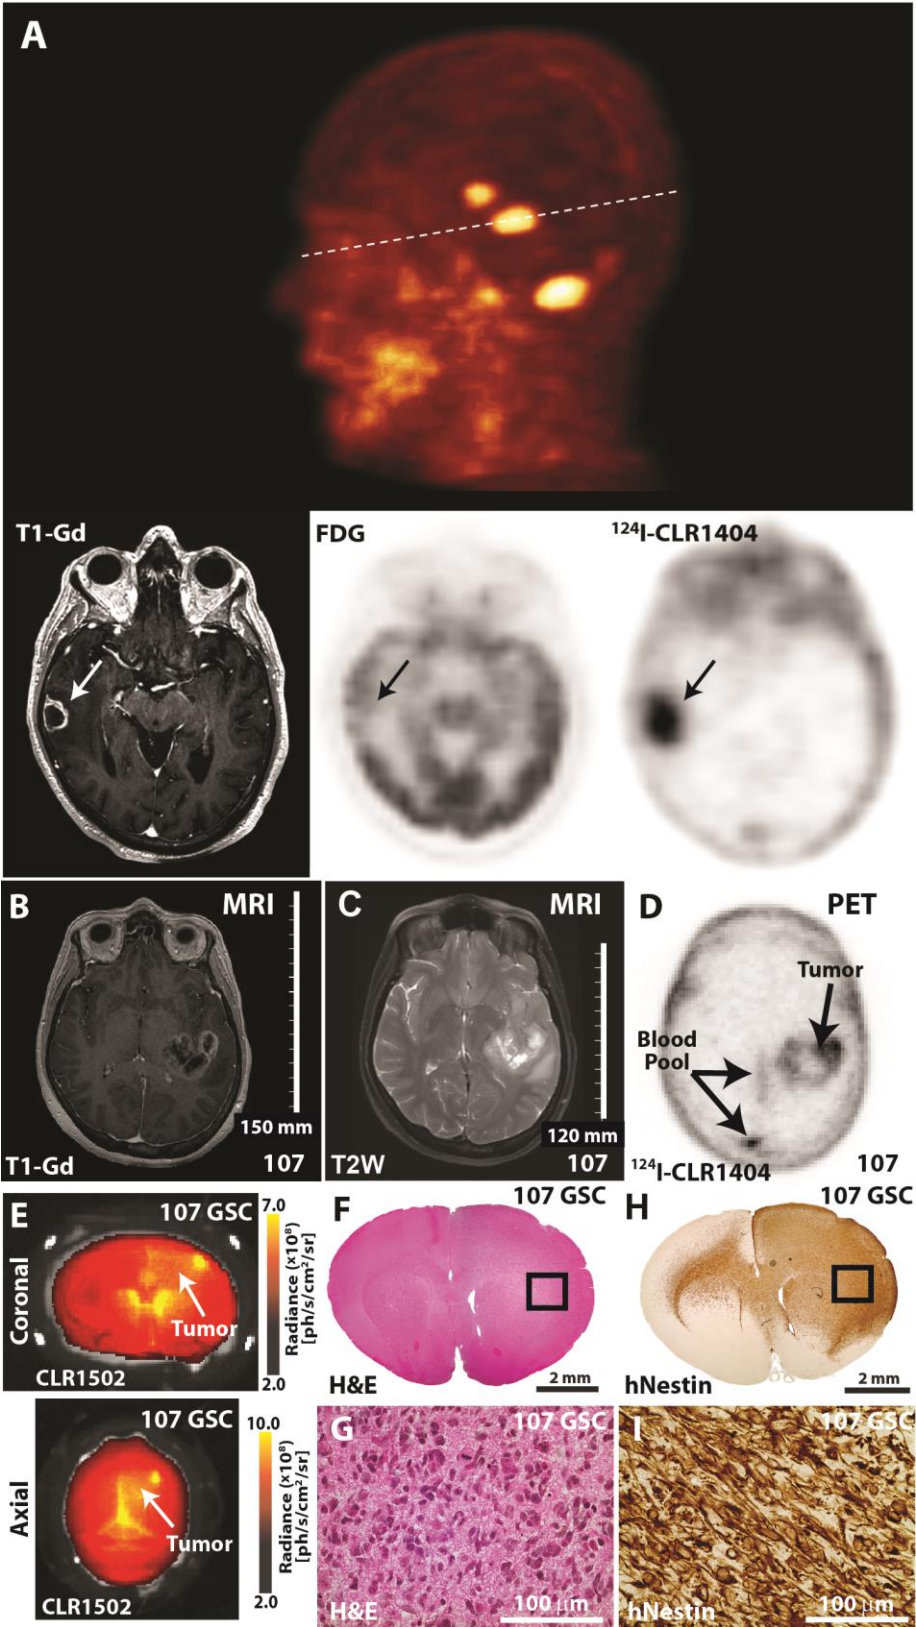 A
T1-Gd
FDG
¹²⁴I-CLR1404
B
MRI
150 mm
T1-Gd
107
C
MRI
120 mm
T2W
107
D
PET
Tumor
Blood
Pool
¹²⁴I-CLR1404
107
E
107 GSC
7.0
Coronal
Tumor
CLR1502
Radiance (×10⁸)
[ph/s/cm²/sr]
2.0
107 GSC
10.0
Axial
Tumor
CLR1502
Radiance (×10⁸)
[ph/s/cm²/sr]
2.0
F
107 GSC
H&E
2 mm
H
107 GSC
hNestin
2 mm
G
107 GSC
H&E
100 μm
I
107 GSC
hNestin
100 μm